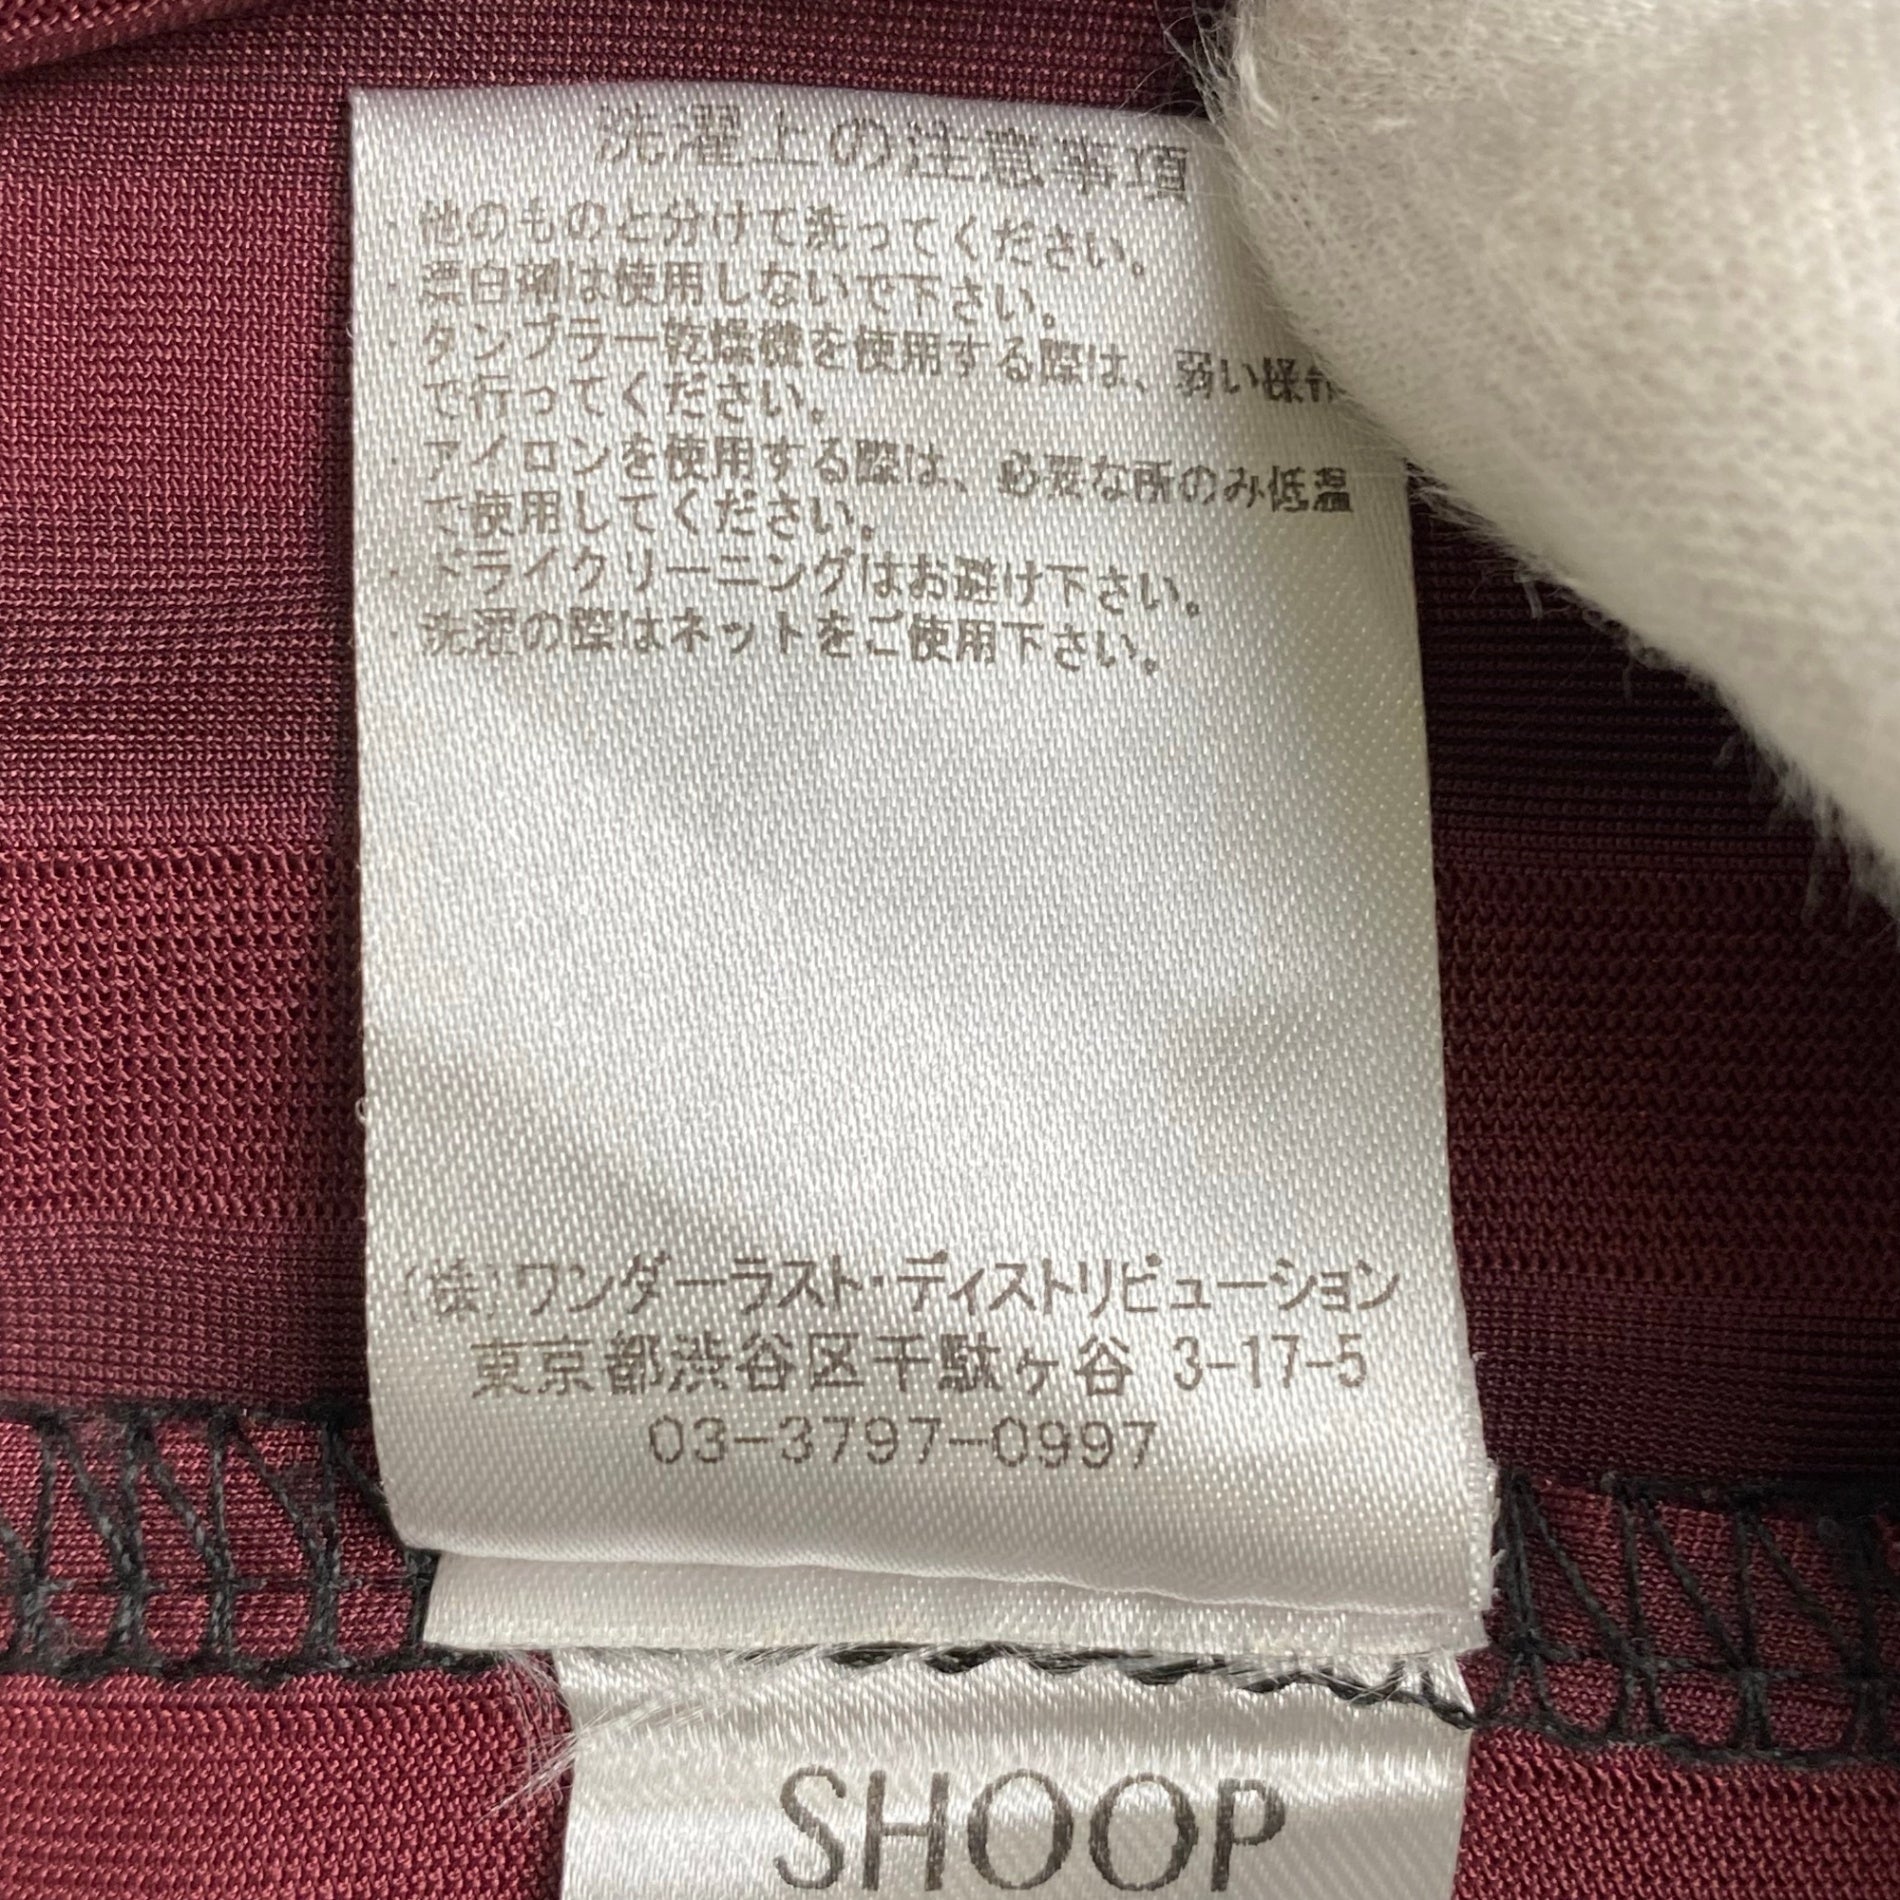 洗濯上の注意事項
・他のものと分けて洗ってください。
・漂白剤は使用しないで下さい。
・タンブラー乾燥機を使用する際は、弱い操作
で行ってください。
・アイロンを使用する際は、必要な所のみ低温
で使用してください。
・ドライクリーニングはお避け下さい。
・洗濯の際はネットをご使用下さい。
(株)ワンダーラスト・ディストリビューション
東京都渋谷区千駄ヶ谷 3-17-5
03-3797-0997
SHOOP